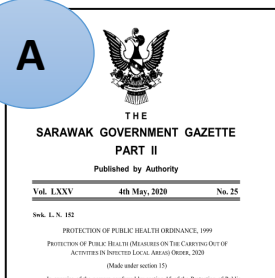 A
THE
SARAWAK GOVERNMENT GAZETTE
PART II
Published by Authority
Vol. LXXV 4th May, 2020 No. 25
Swk. L. N. 152
PROTECTION OF PUBLIC HEALTH ORDINANCE, 1999
PROTECTION OF PUBLIC HEALTH (MEASURES ON THE CARRYING OUT OF
ACTIVITIES IN INFECTED LOCAL AREAS) ORDER, 2020
(Made under section 15)